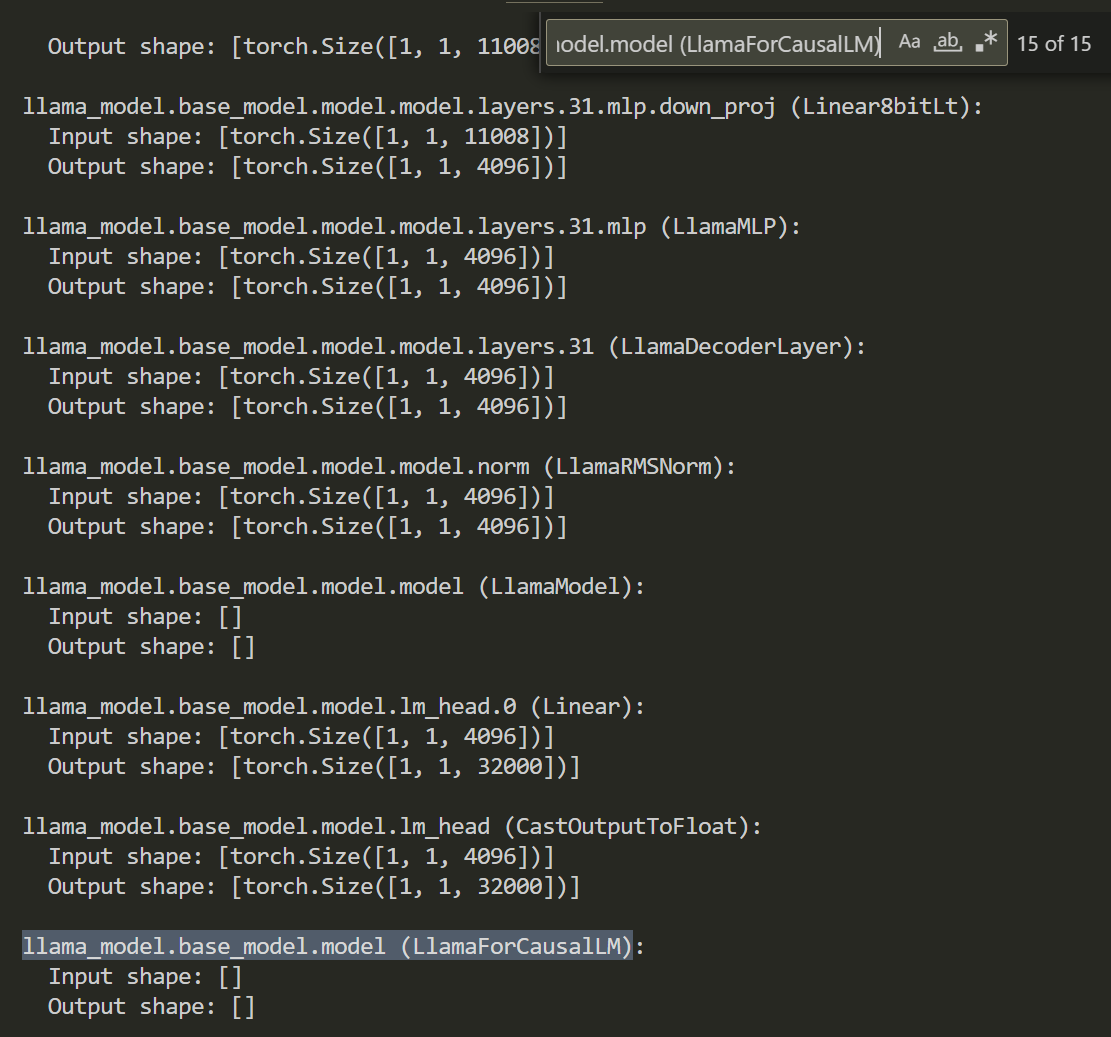 Output shape: [torch.Size([1, 1, 11008
odel.model (LlamaForCausalLM)
Aa ab .*
15 of 15
llama_model.base_model.model.model.layers.31.mlp.down_proj (Linear8bitLt):
Input shape: [torch.Size([1, 1, 11008])]
Output shape: [torch.Size([1, 1, 4096])]
llama_model.base_model.model.model.layers.31.mlp (LlamaMLP):
Input shape: [torch.Size([1, 1, 4096])]
Output shape: [torch.Size([1, 1, 4096])]
llama_model.base_model.model.model.layers.31 (LlamaDecoderLayer):
Input shape: [torch.Size([1, 1, 4096])]
Output shape: [torch.Size([1, 1, 4096])]
llama_model.base_model.model.model.norm (LlamaRMSNorm):
Input shape: [torch.Size([1, 1, 4096])]
Output shape: [torch.Size([1, 1, 4096])]
llama_model.base_model.model.model (LlamaModel):
Input shape: []
Output shape: []
llama_model.base_model.model.lm_head.0 (Linear):
Input shape: [torch.Size([1, 1, 4096])]
Output shape: [torch.Size([1, 1, 32000])]
llama_model.base_model.model.lm_head (CastOutputToFloat):
Input shape: [torch.Size([1, 1, 4096])]
Output shape: [torch.Size([1, 1, 32000])]
llama_model.base_model.model (LlamaForCausalLM):
Input shape: []
Output shape: []